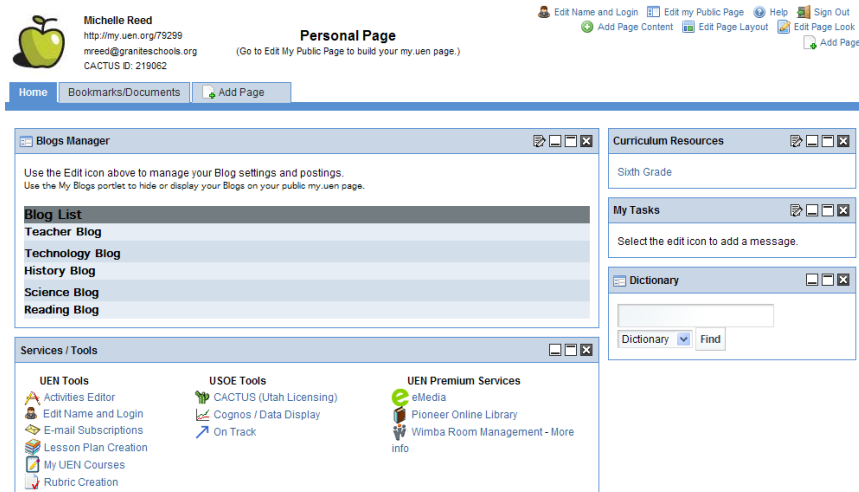 Michelle Reed
http://my.uen.org/79299
mreed@graniteschools.org
CACTUS ID: 219062
Personal Page
(Go to Edit My Public Page to build your my.uen page.)
Edit Name and Login Edit my Public Page Help Sign Out
Add Page Content Edit Page Layout Edit Page Look
Add Page
Home Bookmarks/Documents Add Page
Blogs Manager
Use the Edit icon above to manage your Blog settings and postings.
Use the My Blogs portlet to hide or display your Blogs on your public my.uen page.
Blog List
Teacher Blog
Technology Blog
History Blog
Science Blog
Reading Blog
Services / Tools
UEN Tools
Activities Editor
Edit Name and Login
E-mail Subscriptions
Lesson Plan Creation
My UEN Courses
Rubric Creation
USOE Tools
CACTUS (Utah Licensing)
Cognos / Data Display
On Track
UEN Premium Services
eMedia
Pioneer Online Library
Wimba Room Management - More
info
Curriculum Resources
Sixth Grade
My Tasks
Select the edit icon to add a message.
Dictionary
Dictionary Find